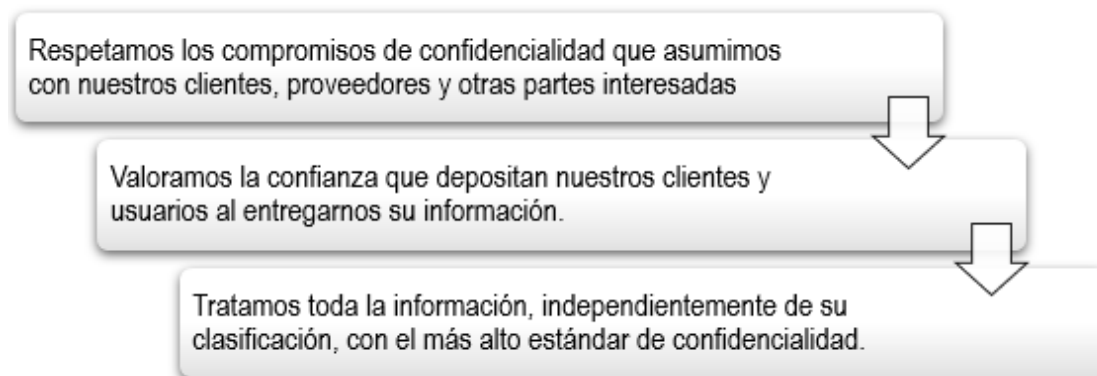 Respetamos los compromisos de confidencialidad que asumimos
con nuestros clientes, proveedores y otras partes interesadas
Valoramos la confianza que depositan nuestros clientes y
usuarios al entregarnos su información.
Tratamos toda la información, independientemente de su
clasificación, con el más alto estándar de confidencialidad.